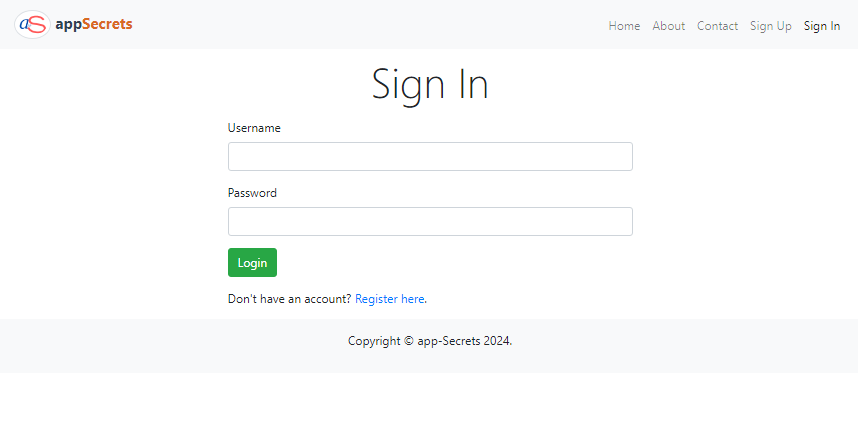 aS appSecrets Home About Contact Sign Up Sign In
Sign In
Username
Password
Login
Don't have an account? Register here.
Copyright © app-Secrets 2024.